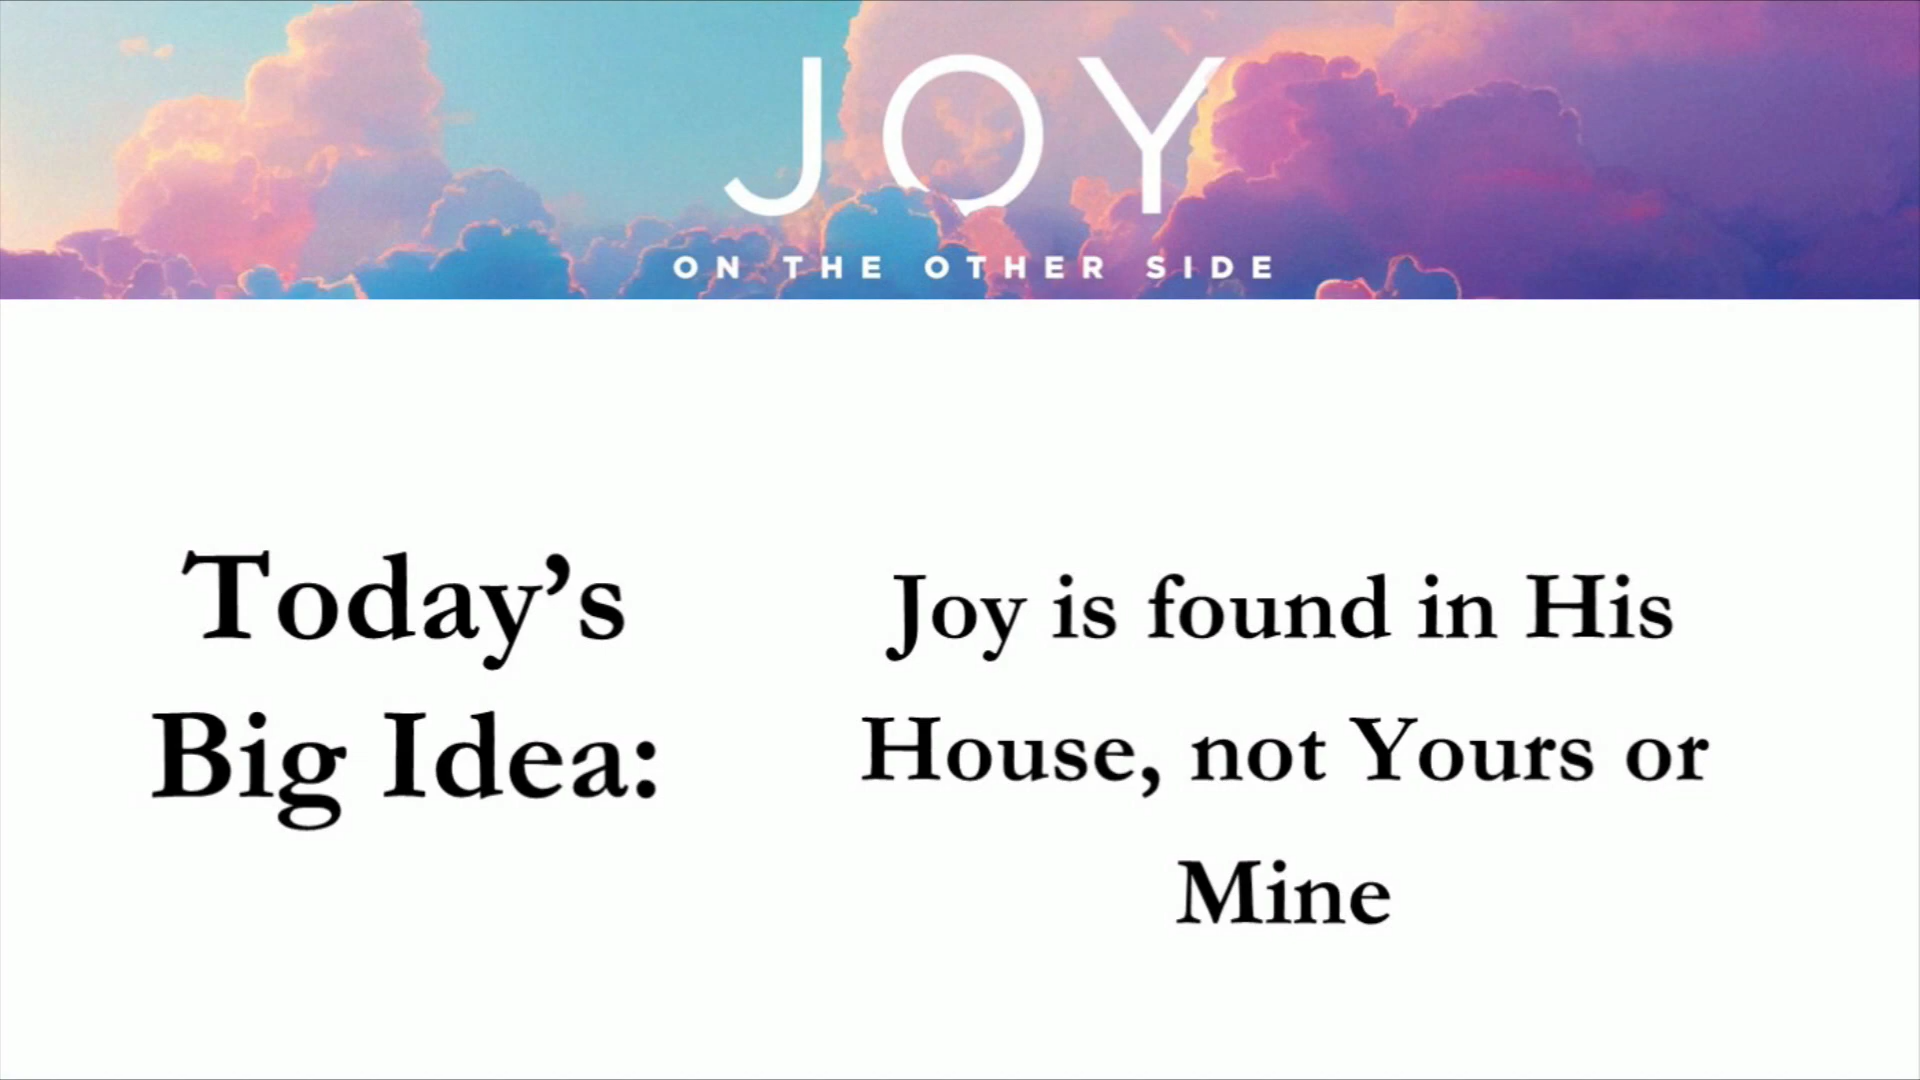 JOY
ON THE OTHER SIDE
Today’s
Big Idea:
Joy is found in His
House, not Yours or
Mine